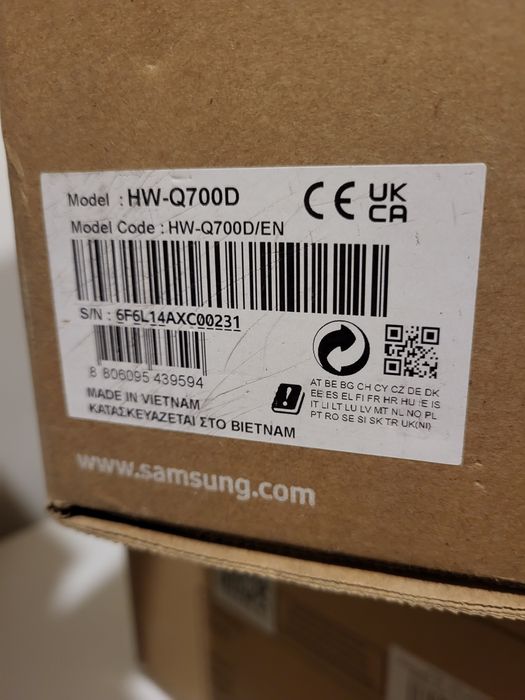 Model : HW-Q700D
CE UK
CA
Model Code : HW-Q700D/EN
S/N : 6F6L14AXC00231
8 806095 439594
AT BE BG CH CY CZ DE DK
EE ES EL FI FR HR HU IE IS
IT LI LT LU LV MT NL NO PL
PT RO SE SI SK TR UK(NI)
MADE IN VIETNAM
ΚΑΤΑΣΚΕΥΑΖΕΤΑΙ ΣΤΟ ΒΙΕΤΝΑΜ
www.samsung.com